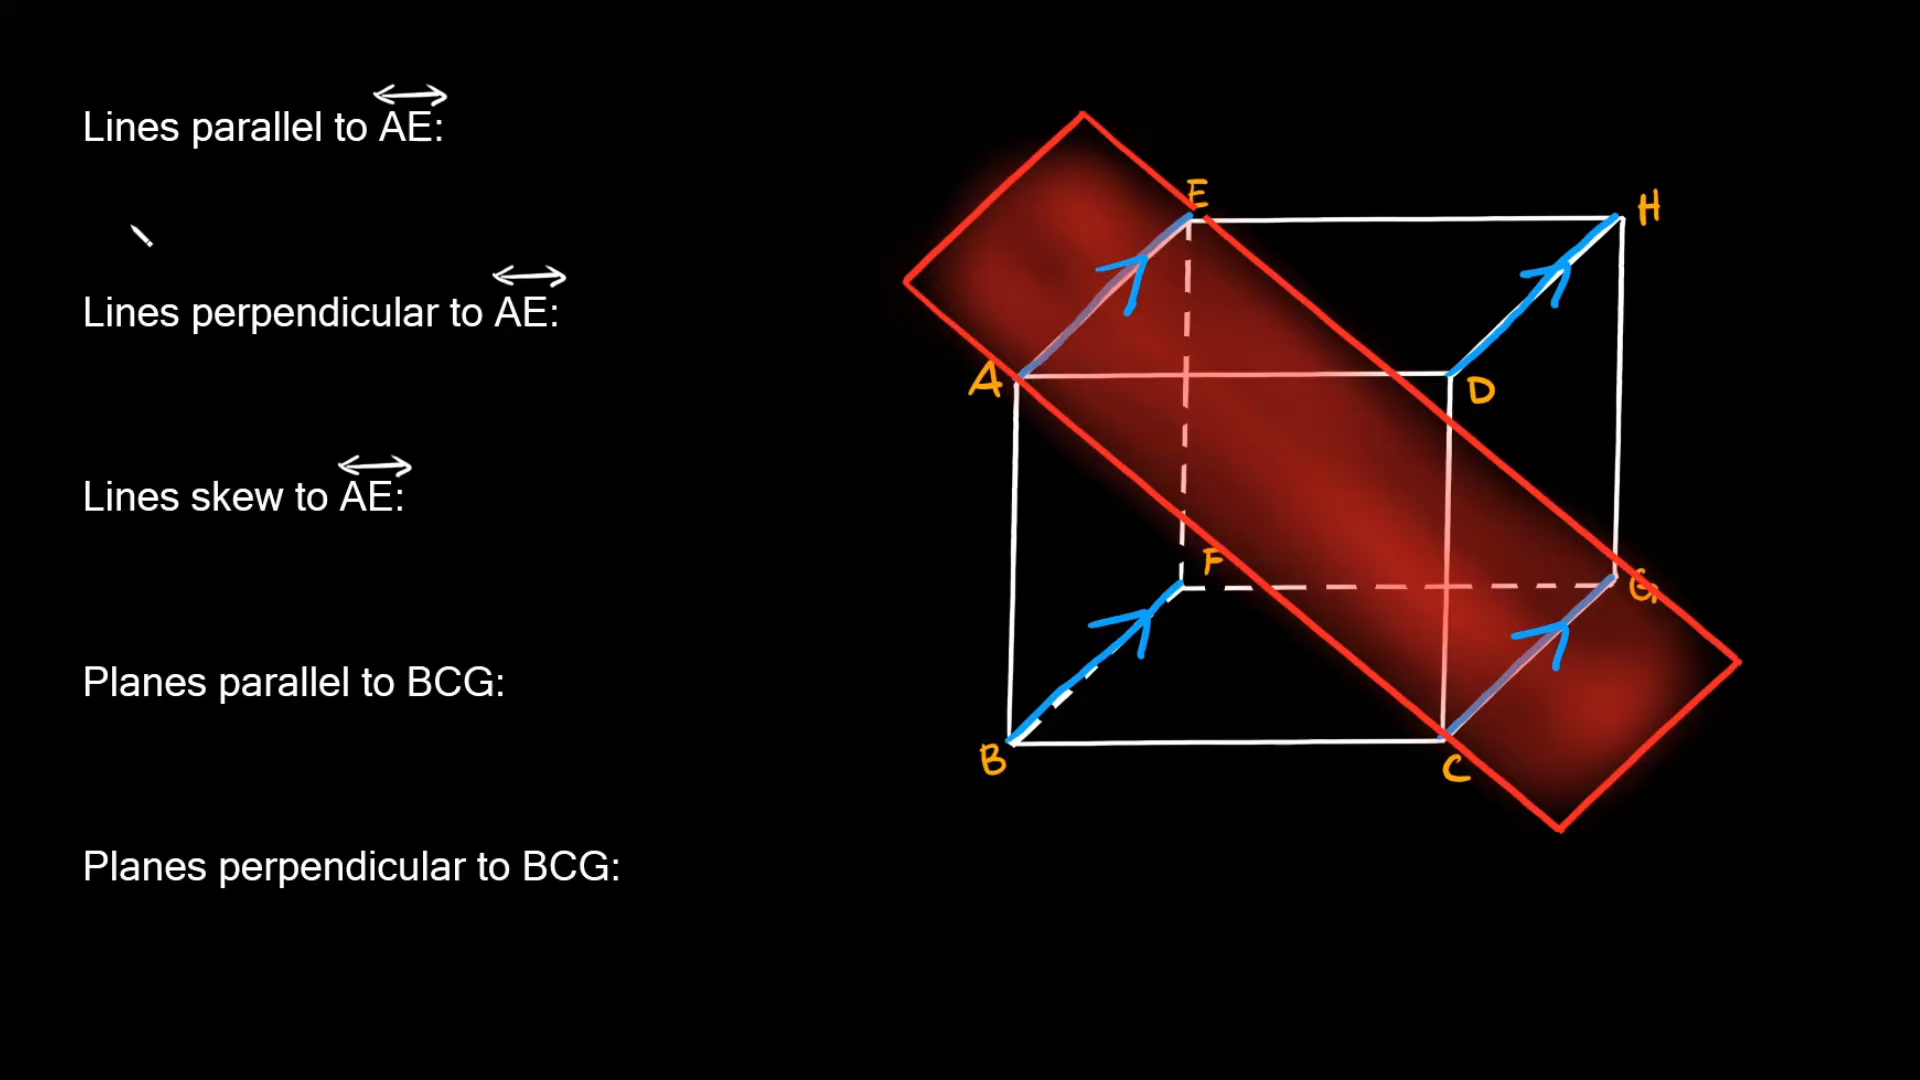 Lines parallel to AE:
Lines perpendicular to AE:
Lines skew to AE:
Planes parallel to BCG:
Planes perpendicular to BCG:
E
H
A
D
F
G
B
C